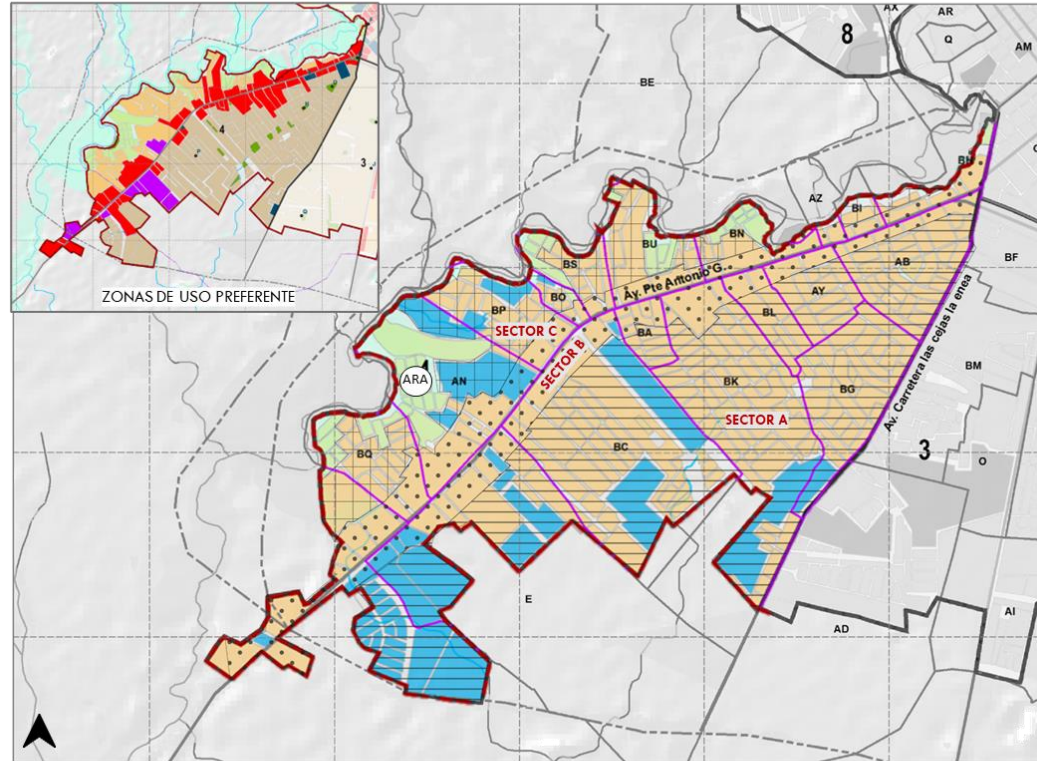 4
3
ZONAS DE USO PREFERENTE
8
AX
AR
Q
AM
BE
AZ
BH
BI
BU
BN
BS
AB
BF
Av. Pte Antonio G.
AY
BO
BP
SECTOR C
BA
BL
SECTOR B
Av. Carretera las cejas la enea
ARA
AN
BK
BM
BG
SECTOR A
BQ
BC
3
O
E
AD
AI